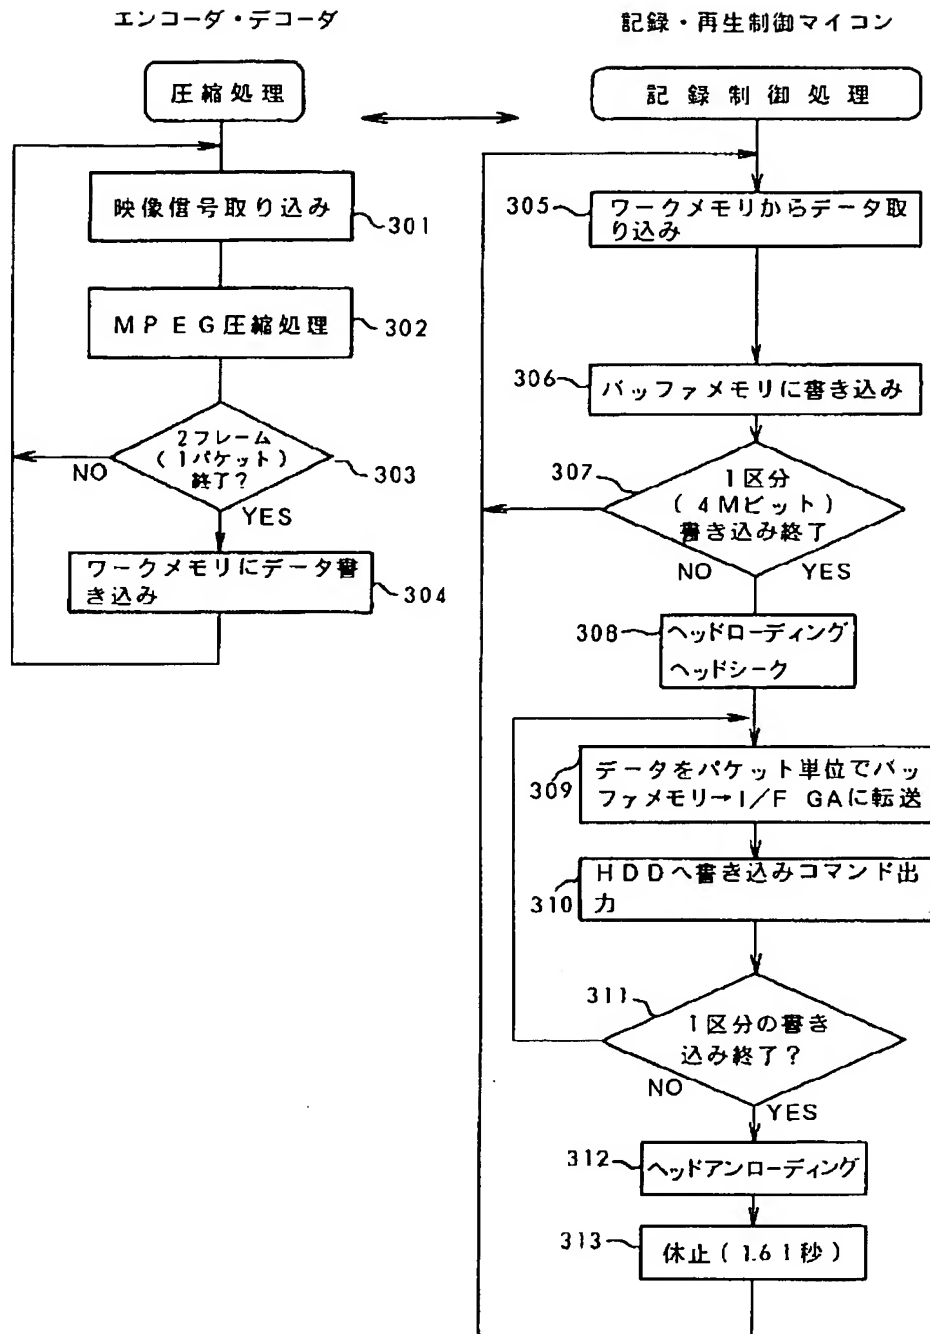 エンコーダ・デコーダ
圧縮処理
映像信号取り込み
301
MPEG圧縮処理
302
2フレーム
(1パケット)
終了?
303
NO
YES
ワークメモリにデータ書
き込み
304
記録・再生制御マイコン
記録制御処理
305
ワークメモリからデータ取
り込み
306
バッファメモリに書き込み
307
1区分
(4Mビット)
書き込み終了
NO
YES
308
ヘッドローディング
ヘッドシーク
309
データをパケット単位でバッ
ファメモリ→I/F GAに転送
310
HDDへ書き込みコマンド出
力
311
1区分の書き
込み終了?
NO
YES
312
ヘッドアンローディング
313
休止(1.61秒)